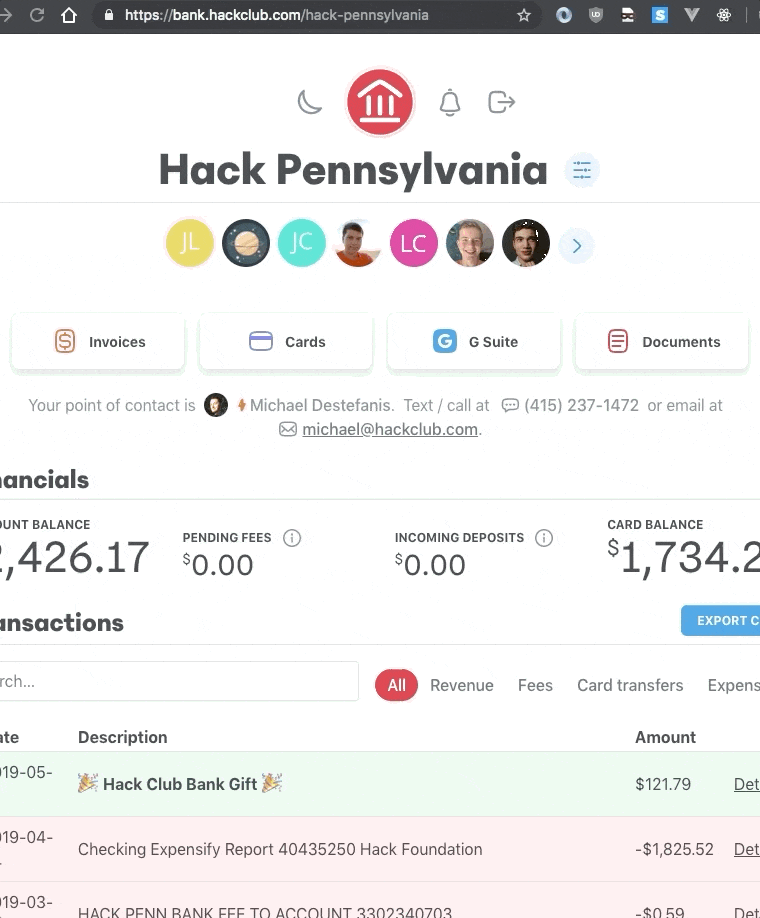 https://bank.hackclub.com/hack-pennsylvania
Hack Pennsylvania
JL JC LC
Invoices Cards G Suite Documents
Your point of contact is Michael Destefanis. Text / call at (415) 237-1472 or email at
michael@hackclub.com.
nancials
OUNT BALANCE PENDING FEES INCOMING DEPOSITS CARD BALANCE
,426.17 $0.00 $0.00 $1,734.2
ansactions EXPORT C
rch... All Revenue Fees Card transfers Expens
ate Description Amount
019-05- 🎉 Hack Club Bank Gift 🎉 $121.79 Det
019-04- Checking Expensify Report 40435250 Hack Foundation -$1,825.52 Det
019-03- HACK PENN BANK FEE TO ACCOUNT 3302340703 -$0.59 Det